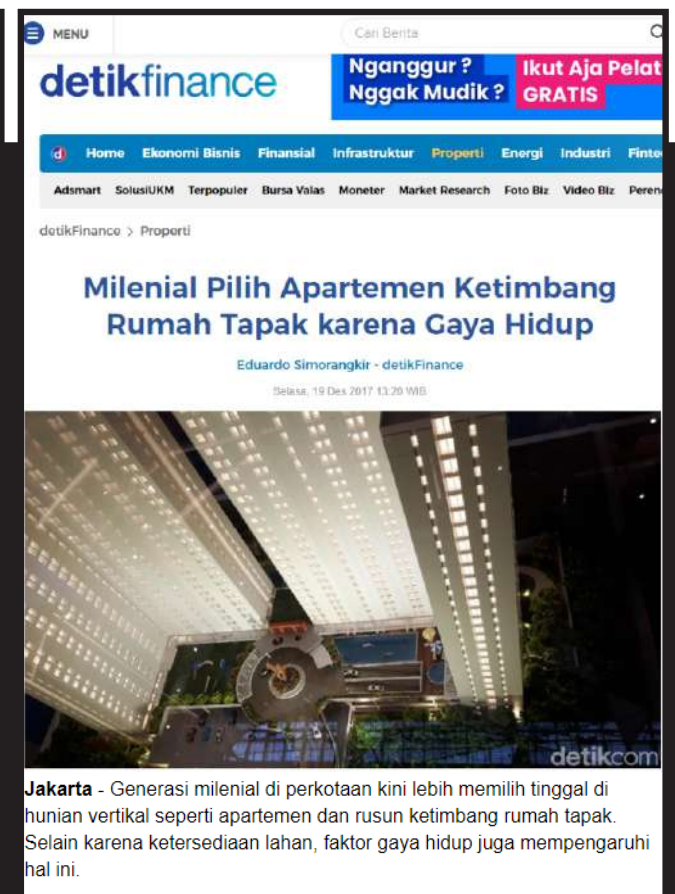 MENU
Cari Berita
detikfinance
Nganggur ?
Nggak Mudik ?
Ikut Aja Pelat
GRATIS
d Home Ekonomi Bisnis Finansial Infrastruktur Properti Energi Industri Finte
Adsmart SolusiUKM Terpopuler Bursa Valas Moneter Market Research Foto Biz Video Biz Peren
detikFinance > Properti
Milenial Pilih Apartemen Ketimbang
Rumah Tapak karena Gaya Hidup
Eduardo Simorangkir - detikFinance
Selasa, 19 Des 2017 13:20 WIB
detikcom
Jakarta - Generasi milenial di perkotaan kini lebih memilih tinggal di
hunian vertikal seperti apartemen dan rusun ketimbang rumah tapak.
Selain karena ketersediaan lahan, faktor gaya hidup juga mempengaruhi
hal ini.